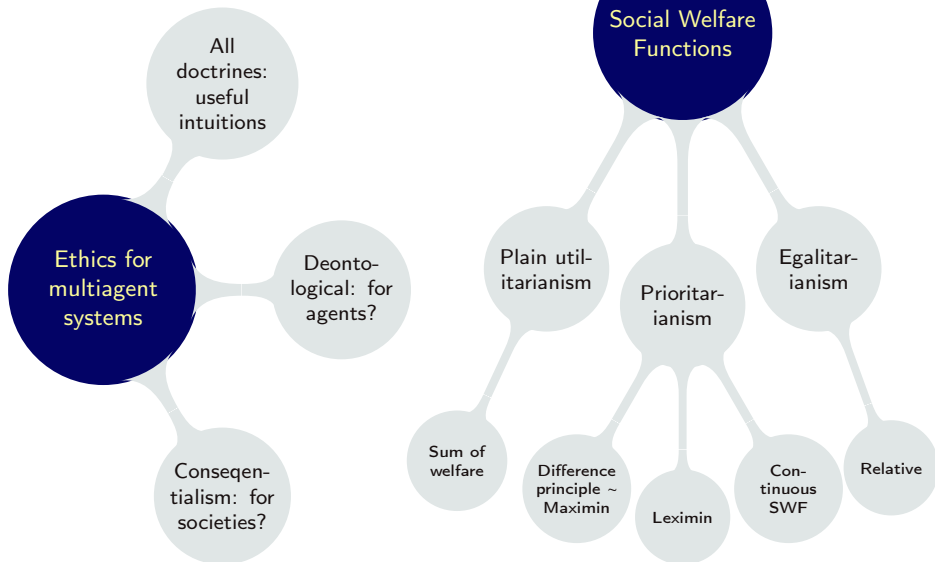 All
doctrines:
useful
intuitions
Ethics for
multiagent
systems
Deonto-
logical: for
agents?
Conseqen-
tialism: for
societies?
Social Welfare
Functions
Plain util-
itarianism
Prioritar-
ianism
Egalitar-
ianism
Sum of
welfare
Difference
principle ~
Maximin
Leximin
Con-
tinuous
SWF
Relative